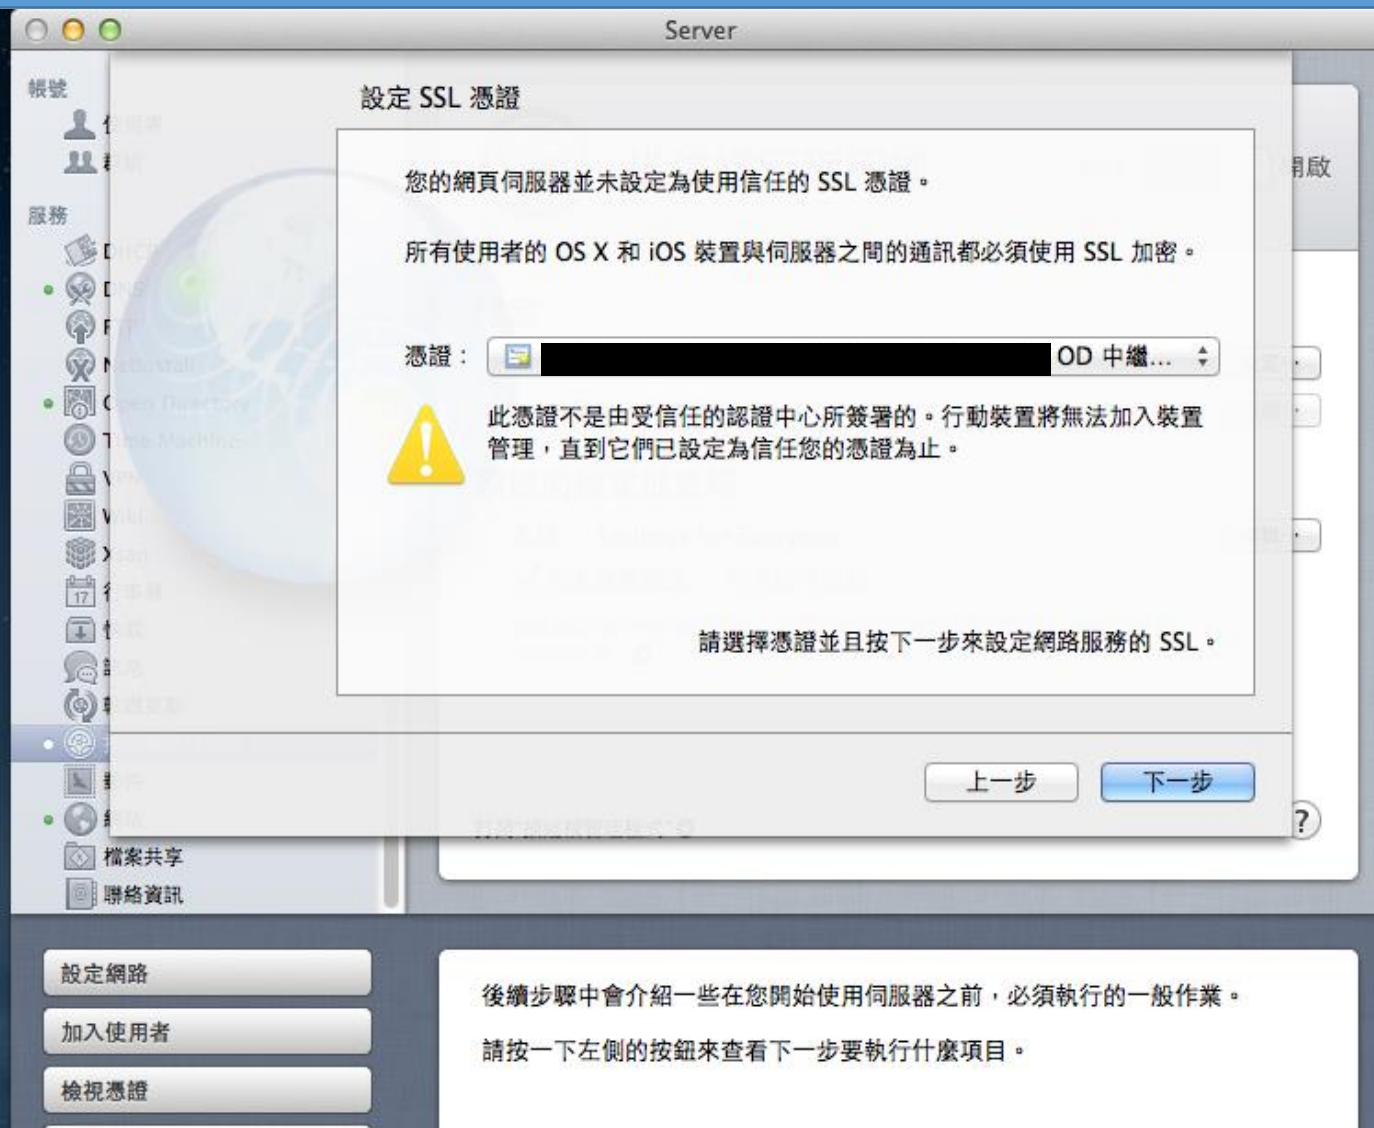 Server
帳號
服務
設定 SSL 憑證
您的網頁伺服器並未設定為使用信任的 SSL 憑證。
開啟
所有使用者的 OS X 和 iOS 裝置與伺服器之間的通訊都必須使用 SSL 加密。
憑證：
OD 中繼...
此憑證不是由受信任的認證中心所簽署的。行動裝置將無法加入裝置
管理，直到它們已設定為信任您的憑證為止。
請選擇憑證並且按下一步來設定網路服務的 SSL。
DNS
Open Directory
Time Machine
VPN
Wiki
Xsan
17
上一步
下一步
?
檔案共享
聯絡資訊
設定網路
加入使用者
檢視憑證
後續步驟中會介紹一些在您開始使用伺服器之前，必須執行的一般作業。
請按一下左側的按鈕來查看下一步要執行什麼項目。